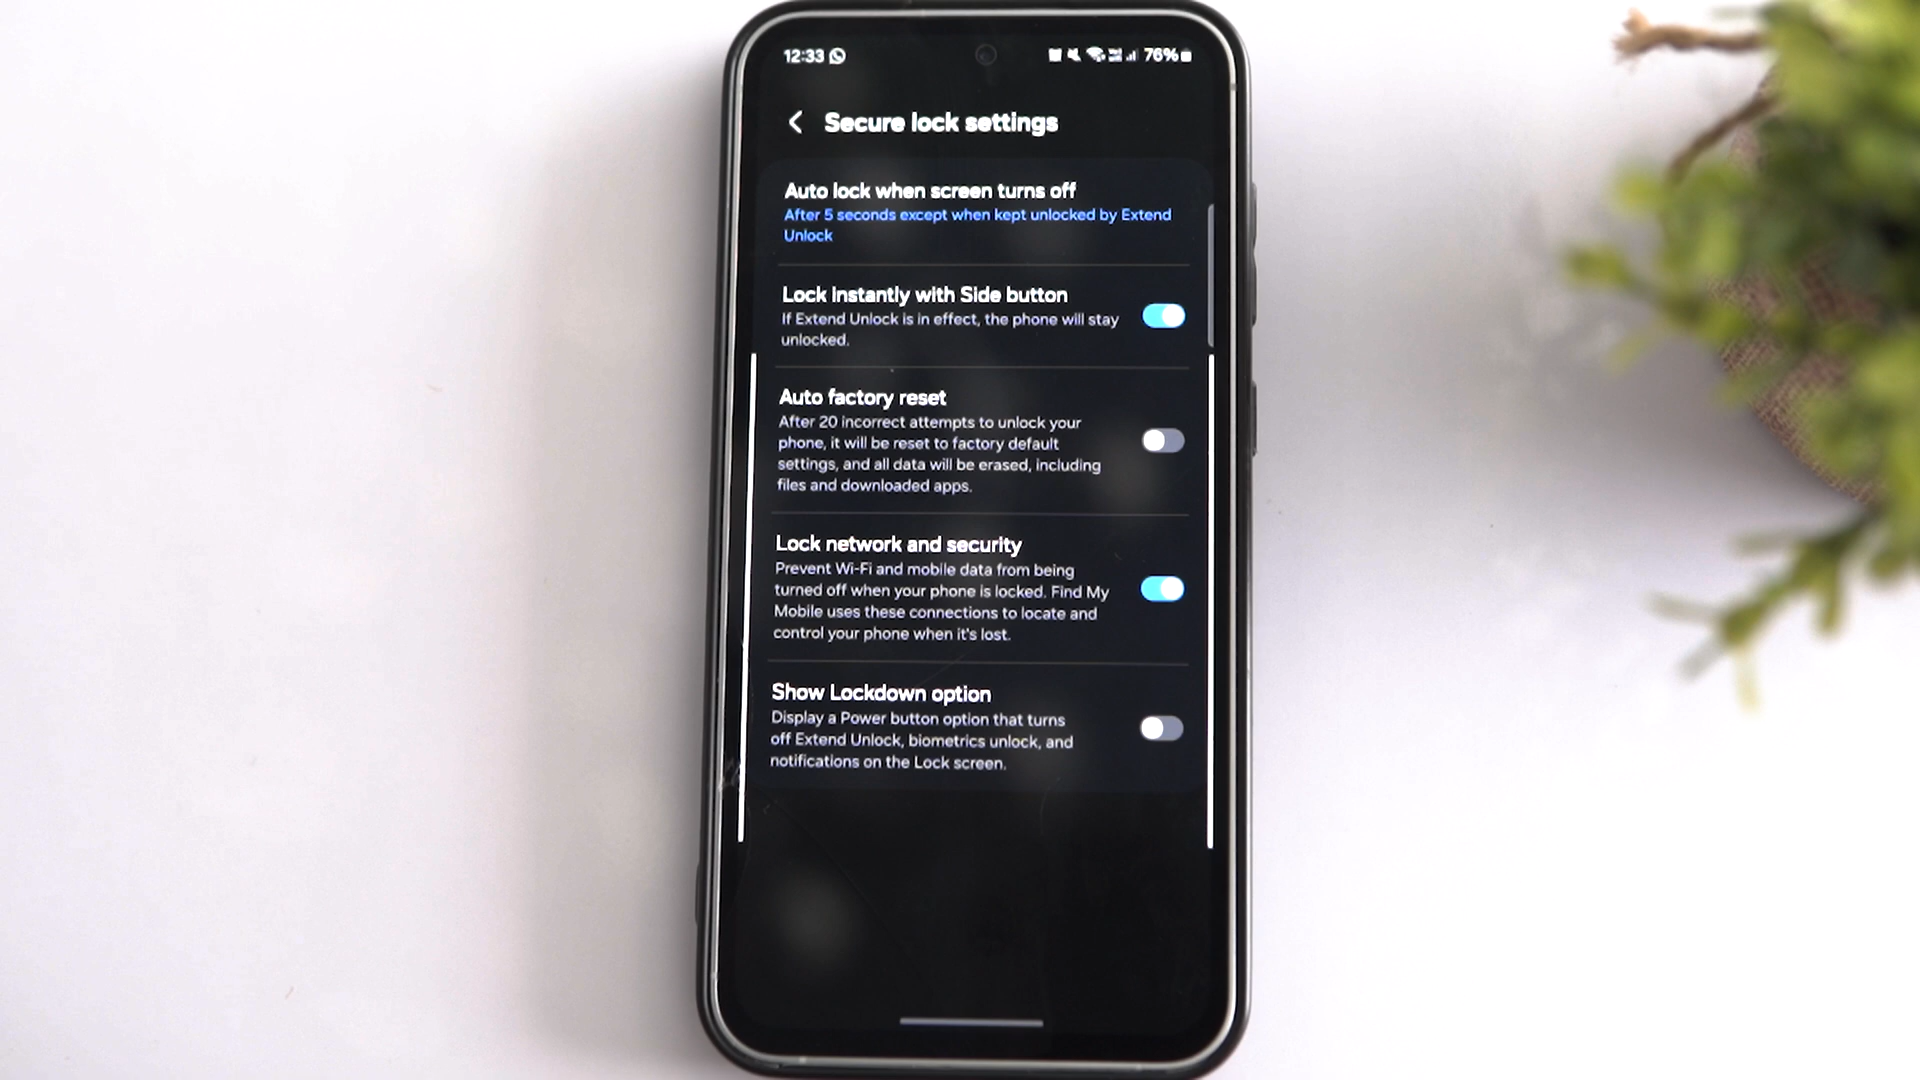 12:33 76%
Secure lock settings
Auto lock when screen turns off
After 5 seconds except when kept unlocked by Extend
Unlock
Lock instantly with Side button
If Extend Unlock is in effect, the phone will stay
unlocked.
Auto factory reset
After 20 incorrect attempts to unlock your
phone, it will be reset to factory default
settings, and all data will be erased, including
files and downloaded apps.
Lock network and security
Prevent Wi-Fi and mobile data from being
turned off when your phone is locked. Find My
Mobile uses these connections to locate and
control your phone when it's lost.
Show Lockdown option
Display a Power button option that turns
off Extend Unlock, biometrics unlock, and
notifications on the Lock screen.